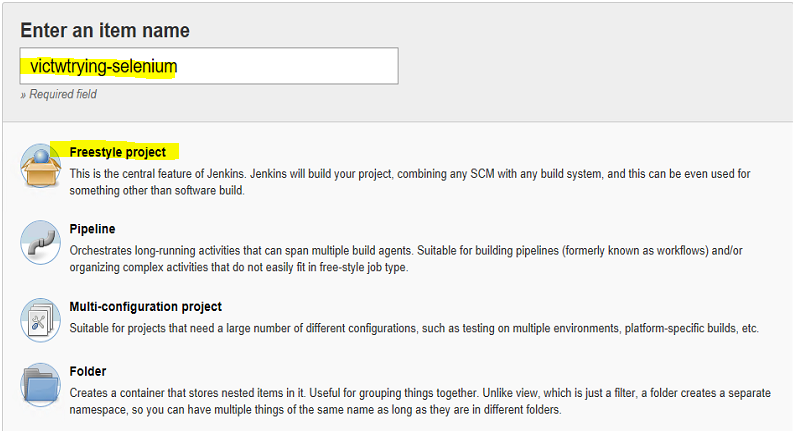 Enter an item name
victwtrying-selenium
» Required field
Freestyle project
This is the central feature of Jenkins. Jenkins will build your project, combining any SCM with any build system, and this can be even used for
something other than software build.
Pipeline
Orchestrates long-running activities that can span multiple build agents. Suitable for building pipelines (formerly known as workflows) and/or
organizing complex activities that do not easily fit in free-style job type.
Multi-configuration project
Suitable for projects that need a large number of different configurations, such as testing on multiple environments, platform-specific builds, etc.
Folder
Creates a container that stores nested items in it. Useful for grouping things together. Unlike view, which is just a filter, a folder creates a separate
namespace, so you can have multiple things of the same name as long as they are in different folders.